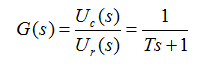 G(s) = U_c(s) / U_r(s) = 1 / (Ts + 1)